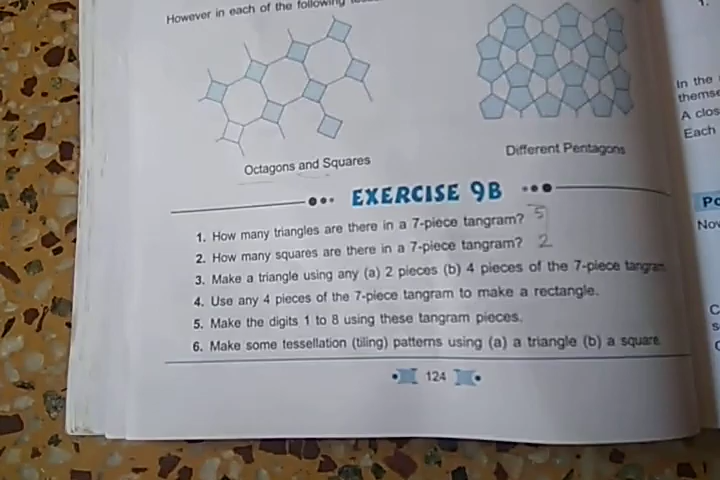 However in each of the following
Octagons and Squares
Different Pentagons
EXERCISE 9B
1. How many triangles are there in a 7-piece tangram? 5
2. How many squares are there in a 7-piece tangram? 2
3. Make a triangle using any (a) 2 pieces (b) 4 pieces of the 7-piece tangram
4. Use any 4 pieces of the 7-piece tangram to make a rectangle.
5. Make the digits 1 to 8 using these tangram pieces.
6. Make some tessellation (tiling) patterns using (a) a triangle (b) a square.
124
1.
In the
A clos
Each